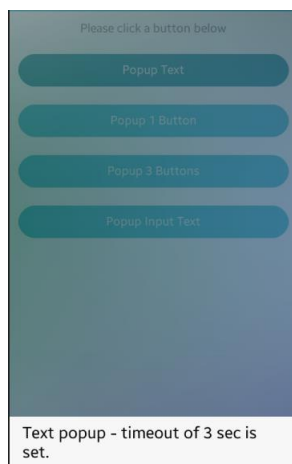 Please click a button below
Popup Text
Popup 1 Button
Popup 3 Buttons
Popup Input Text
Text popup - timeout of 3 sec is
set.